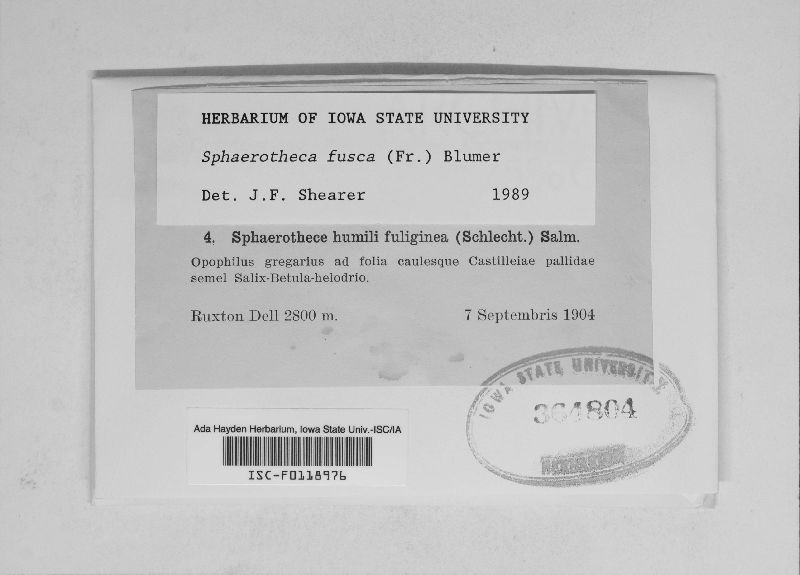 HERBARIUM OF IOWA STATE UNIVERSITY
Sphaerotheca fusca (Fr.) Blumer
Det. J.F. Shearer 1989
4. Sphaerothece humili fuliginea (Schlecht.) Salm.
Opophilus gregarius ad folia caulesque Castilleiae pallidae
semel Salix-Betula-helodrio.
Ruxton Dell 2800 m. 7 Septembris 1904
IOWA STATE UNIVERSITY
364804
HERBARIUM
Ada Hayden Herbarium, Iowa State Univ.-ISC/IA
ISC-F0118976